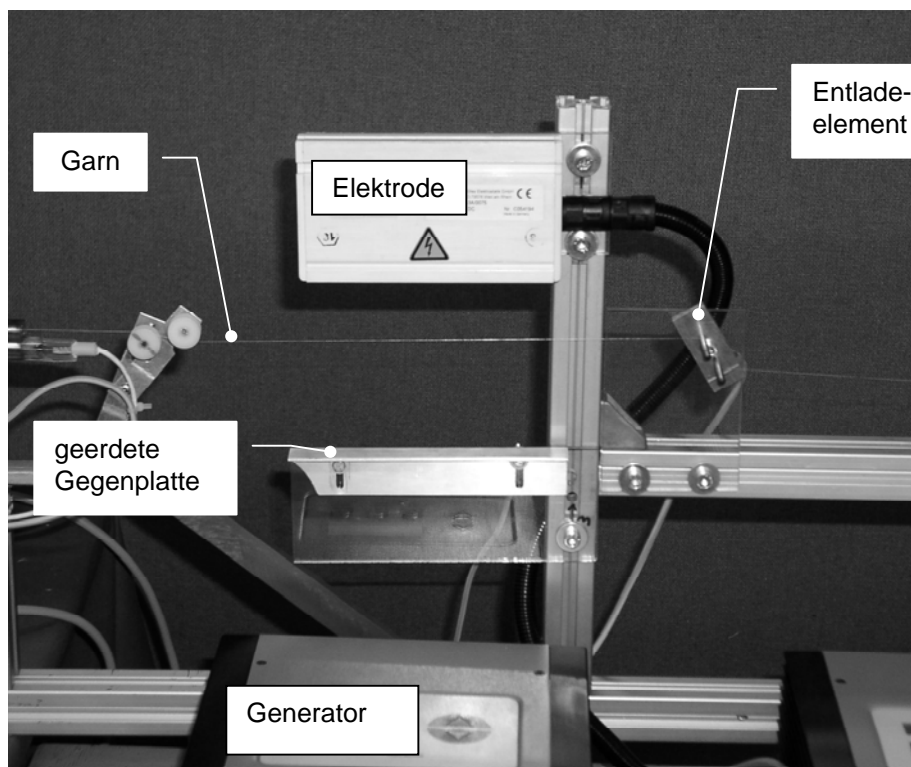 Entlade-
element
Garn
Elektrode
CE
geerdete
Gegenplatte
Generator